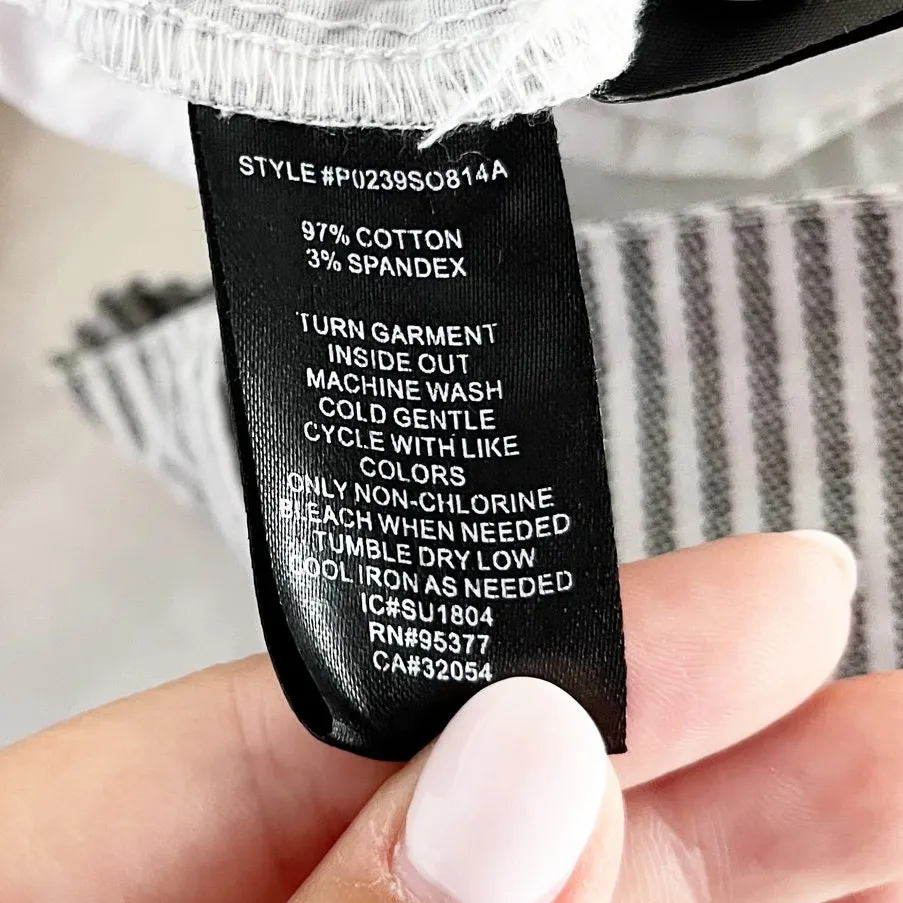 STYLE #P0239SO814A
97% COTTON
3% SPANDEX
TURN GARMENT
INSIDE OUT
MACHINE WASH
COLD GENTLE
CYCLE WITH LIKE
COLORS
ONLY NON-CHLORINE
BLEACH WHEN NEEDED
TUMBLE DRY LOW
COOL IRON AS NEEDED
IC#SU1804
RN#95377
CA#32054